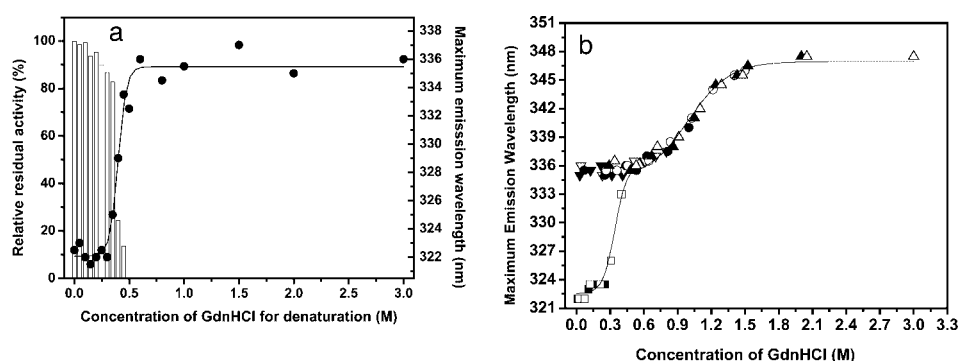 a
Relative residual activity (%)
100
80
60
40
20
0
0.0 0.5 1.0 1.5 2.0 2.5 3.0
Concentration of GdnHCl for denaturation (M)
338
336
334
332
330
328
326
324
322
Maximum emisssion wavelength (nm)
b
Maximum Emission Wavelength (nm)
351
348
345
342
339
336
333
330
327
324
321
0.0 0.3 0.6 0.9 1.2 1.5 1.8 2.1 2.4 2.7 3.0 3.3
Concentration of GdnHCl (M)